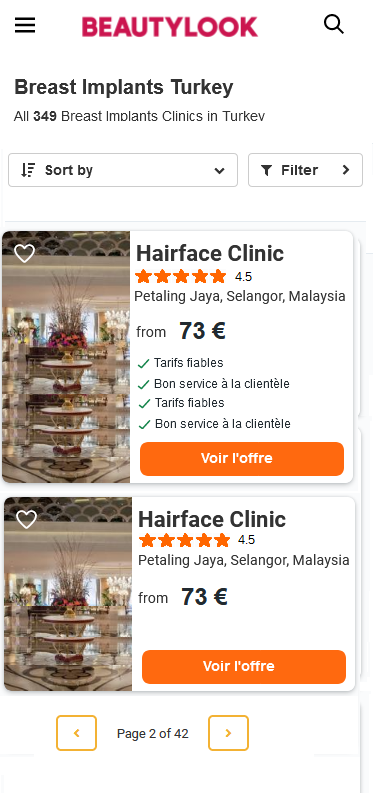 BEAUTYLOOK
Breast Implants Turkey
All 349 Breast Implants Clinics in Turkey
Sort by
Filter
Hairface Clinic
4.5
Petaling Jaya, Selangor, Malaysia
from 73 €
Tarifs fiables
Bon service à la clientèle
Tarifs fiables
Bon service à la clientèle
Voir l'offre
Hairface Clinic
4.5
Petaling Jaya, Selangor, Malaysia
from 73 €
Voir l'offre
Page 2 of 42